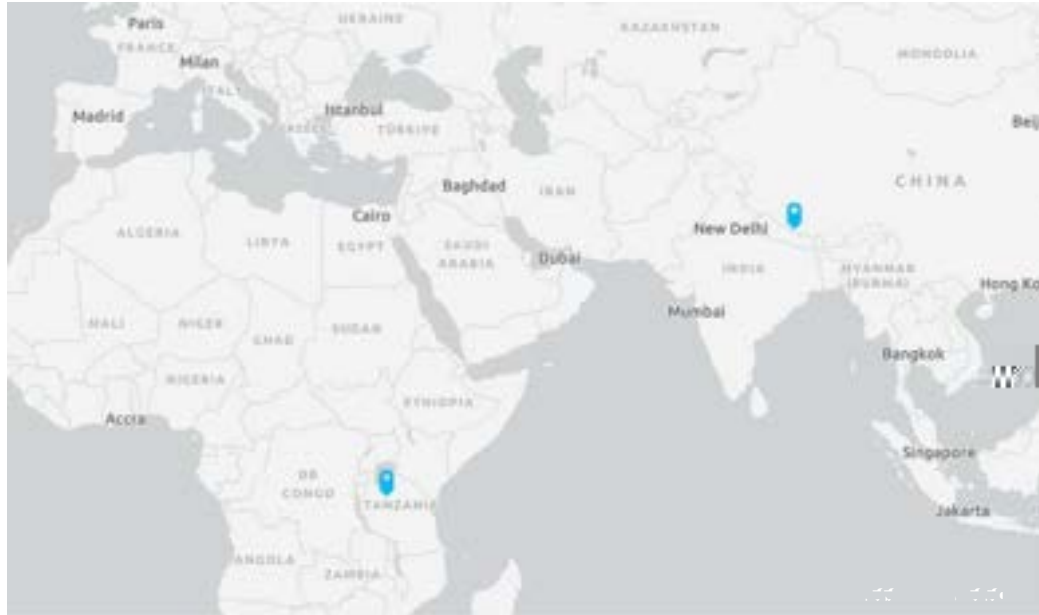 UKRAINE
Paris
KAZAKHSTAN
FRANCE
MONGOLIA
Milan
ITALY
Madrid
Istanbul
TÜRKIYE
Beij
Baghdad
IRAN
CHINA
Cairo
New Delhi
ALGERIA
LIBYA
EGYPT
SAUDI
ARABIA
Dubai
INDIA
MYANMAR
(BURMA)
Hong Ko
Mumbai
MALI
NIGER
CHAD
SUDAN
Bangkok
NIGERIA
ETHIOPIA
Accra
Singapore
DR
CONGO
TANZANIA
Jakarta
ANGOLA
ZAMBIA